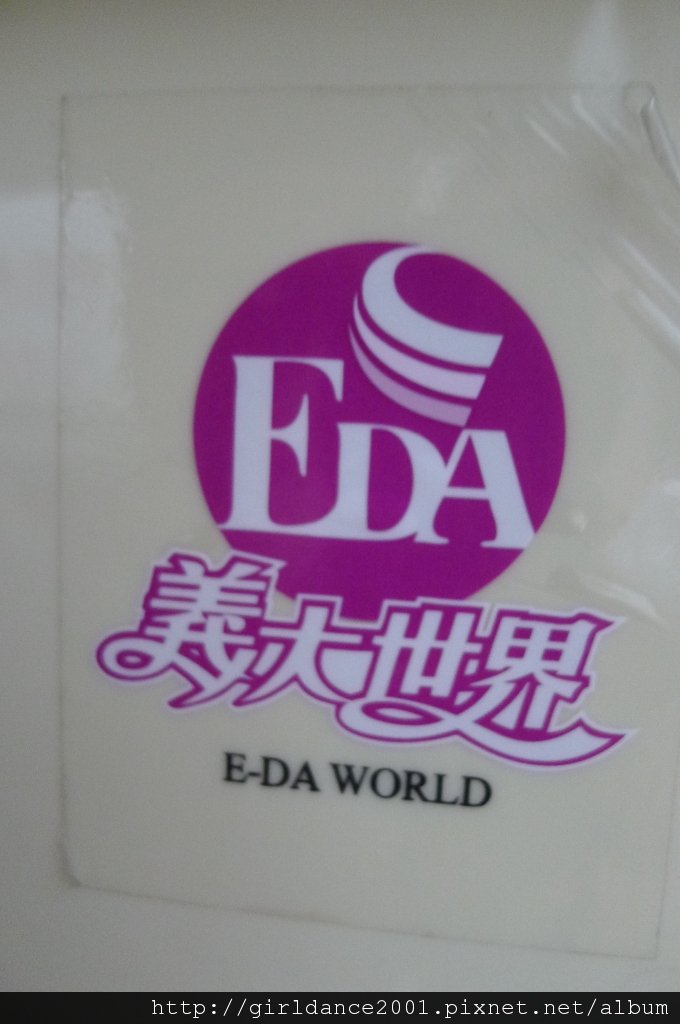 EDA
義大世界
E-DA WORLD
http://girldance2001.pixnet.net/album